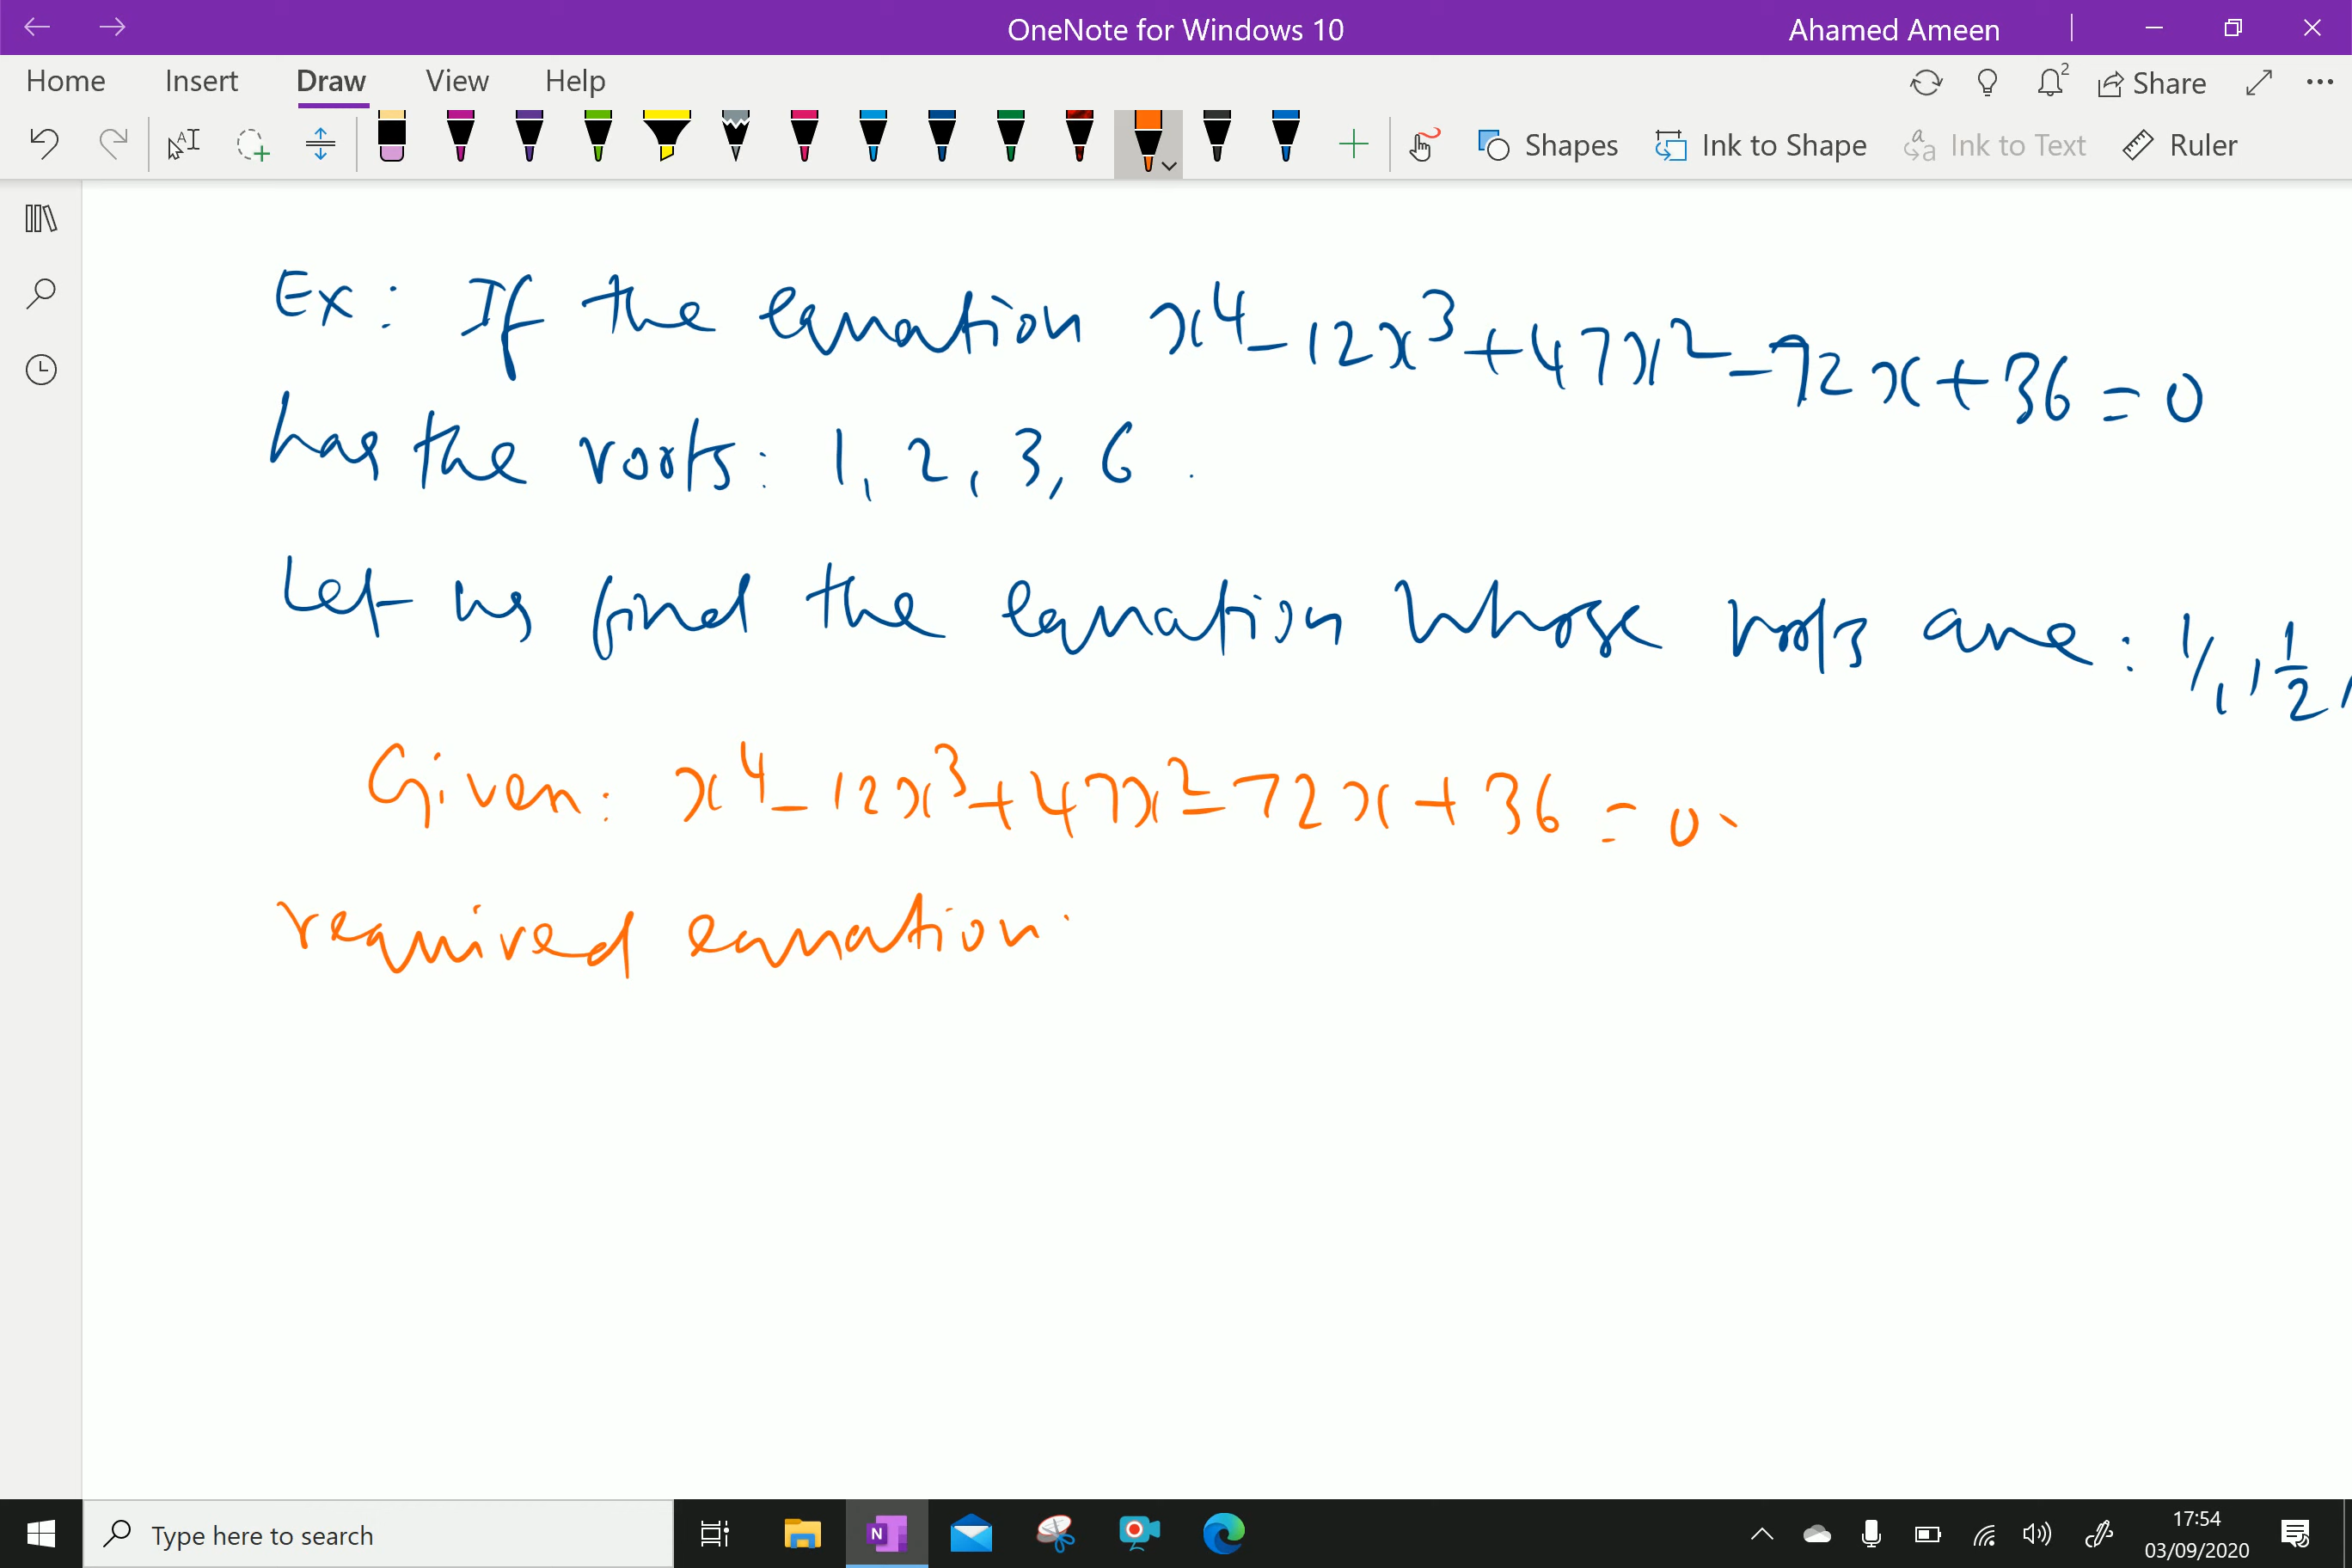 OneNote for Windows 10
Ahamed Ameen
Home Insert Draw View Help
2 Share
Shapes Ink to Shape Ink to Text Ruler
Ex: If the equation x⁴-12x³+47x²-72x+36=0
has the roots: 1, 2, 3, 6.
Let us find the equation whose roots are: 1/1, 1/2,
Given: x⁴-12x³+47x²-72x+36=0.
required equation.
Type here to search
17:54
03/09/2020